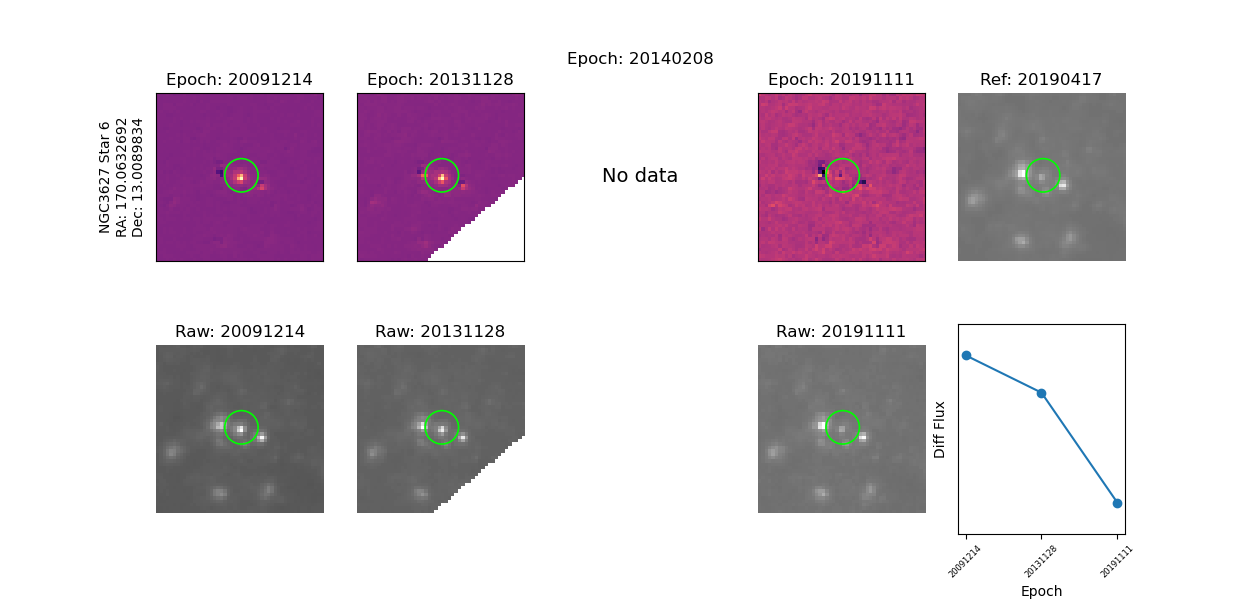 Epoch: 20140208
Epoch: 20091214
Epoch: 20131128
Epoch: 20191111
Ref: 20190417
NGC3627 Star 6
RA: 170.0632692
Dec: 13.0089834
No data
Raw: 20091214
Raw: 20131128
Raw: 20191111
Diff Flux
20091214
20131128
20191111
Epoch